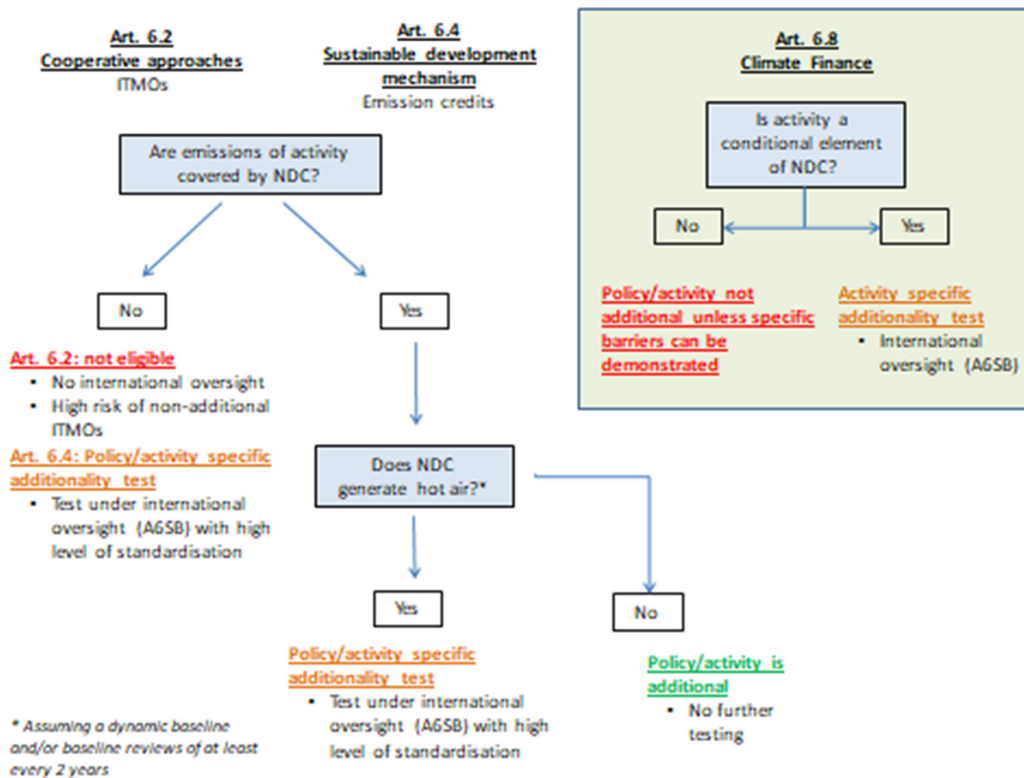 Art. 6.2
Cooperative approaches
ITMOs
Art. 6.4
Sustainable development
mechanism
Emission credits
Are emissions of activity
covered by NDC?
No
Yes
Art. 6.2: not eligible
• No international oversight
• High risk of non-additional
ITMOs
Art. 6.4: Policy/activity specific
additionality test
• Test under international
oversight (A6SB) with high
level of standardisation
Does NDC
generate hot air?*
Yes
No
Policy/activity specific
additionality test
• Test under international
oversight (A6SB) with high
level of standardisation
Policy/activity is
additional
• No further
testing
* Assuming a dynamic baseline
and/or baseline reviews of at least
every 2 years
Art. 6.8
Climate Finance
Is activity a
conditional element
of NDC?
No
Yes
Policy/activity not
additional unless specific
barriers can be
demonstrated
Activity specific
additionality test
• International
oversight (A6SB)